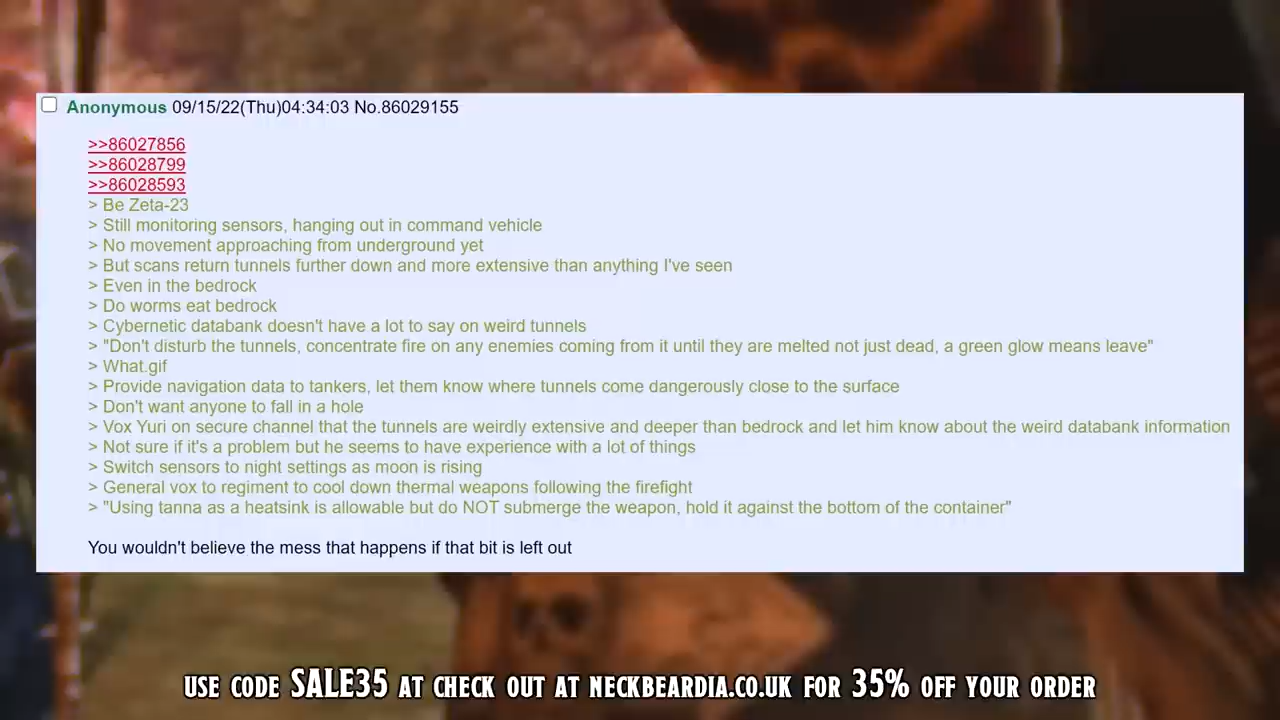 Anonymous 09/15/22(Thu)04:34:03 No.86029155
>>86027856
>>86028799
>>86028593
> Be Zeta-23
> Still monitoring sensors, hanging out in command vehicle
> No movement approaching from underground yet
> But scans return tunnels further down and more extensive than anything I've seen
> Even in the bedrock
> Do worms eat bedrock
> Cybernetic databank doesn't have a lot to say on weird tunnels
> "Don't disturb the tunnels, concentrate fire on any enemies coming from it until they are melted not just dead, a green glow means leave"
> What.gif
> Provide navigation data to tankers, let them know where tunnels come dangerously close to the surface
> Don't want anyone to fall in a hole
> Vox Yuri on secure channel that the tunnels are weirdly extensive and deeper than bedrock and let him know about the weird databank information
> Not sure if it's a problem but he seems to have experience with a lot of things
> Switch sensors to night settings as moon is rising
> General vox to regiment to cool down thermal weapons following the firefight
> "Using tanna as a heatsink is allowable but do NOT submerge the weapon, hold it against the bottom of the container"
You wouldn't believe the mess that happens if that bit is left out
USE CODE SALE35 AT CHECK OUT AT NECKBEARDIA.CO.UK FOR 35% OFF YOUR ORDER